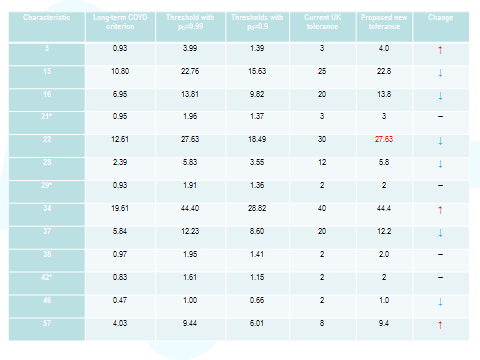 Characteristic Long-term COYD criterion Threshold with p₀=0.99 Thresholds with p₀=0.9 Current UK tolerance Proposed new tolerance Change
5 0.93 3.99 1.39 3 4.0 ↑
15 10.80 22.76 15.63 25 22.8 ↓
16 6.95 13.81 9.82 20 13.8 ↓
21* 0.95 1.96 1.37 3 3 –
22 12.61 27.63 18.49 30 27.63 ↓
28 2.39 5.83 3.55 12 5.8 ↓
29* 0.93 1.91 1.36 2 2 –
34 19.61 44.40 28.82 40 44.4 ↑
37 5.84 12.23 8.60 20 12.2 ↓
38 0.97 1.95 1.41 2 2.0 –
42* 0.83 1.61 1.15 2 2 –
46 0.47 1.00 0.66 2 1.0 ↓
57 4.03 9.44 6.01 8 9.4 ↑